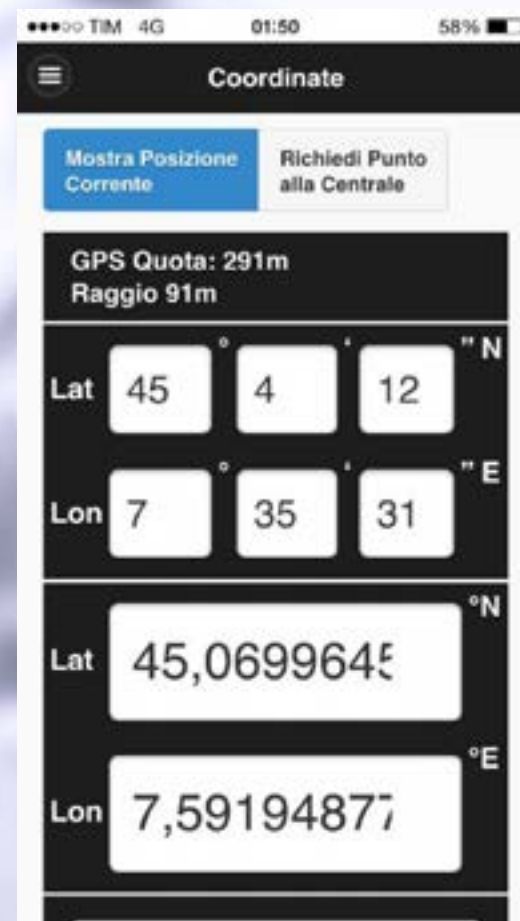 TIM 4G 01:50 58%
Coordinate
Mostra Posizione Corrente
Richiedi Punto alla Centrale
GPS Quota: 291m
Raggio 91m
Lat 45 ° 4 ' 12 " N
Lon 7 ° 35 ' 31 " E
Lat 45,0699645 °N
Lon 7,59194877 °E